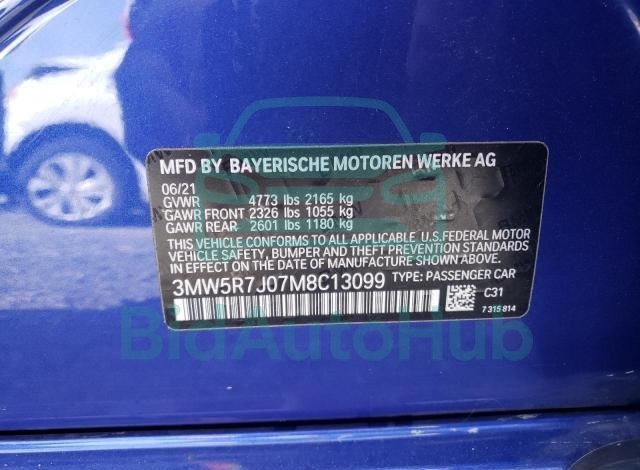 MFD BY BAYERISCHE MOTOREN WERKE AG
06/21
GVWR 4773 lbs 2165 kg
GAWR FRONT 2326 lbs 1055 kg
GAWR REAR 2601 lbs 1180 kg
THIS VEHICLE CONFORMS TO ALL APPLICABLE U.S.FEDERAL MOTOR
VEHICLE SAFETY, BUMPER, AND THEFT PREVENTION
STANDARDS IN EFFECT ON THE
DATE OF MANUFACTURE SHOWN ABOVE.
3MW5R7J07M8C13099 TYPE: PASSENGER CAR
C31
7 315 814
BidAutoHub